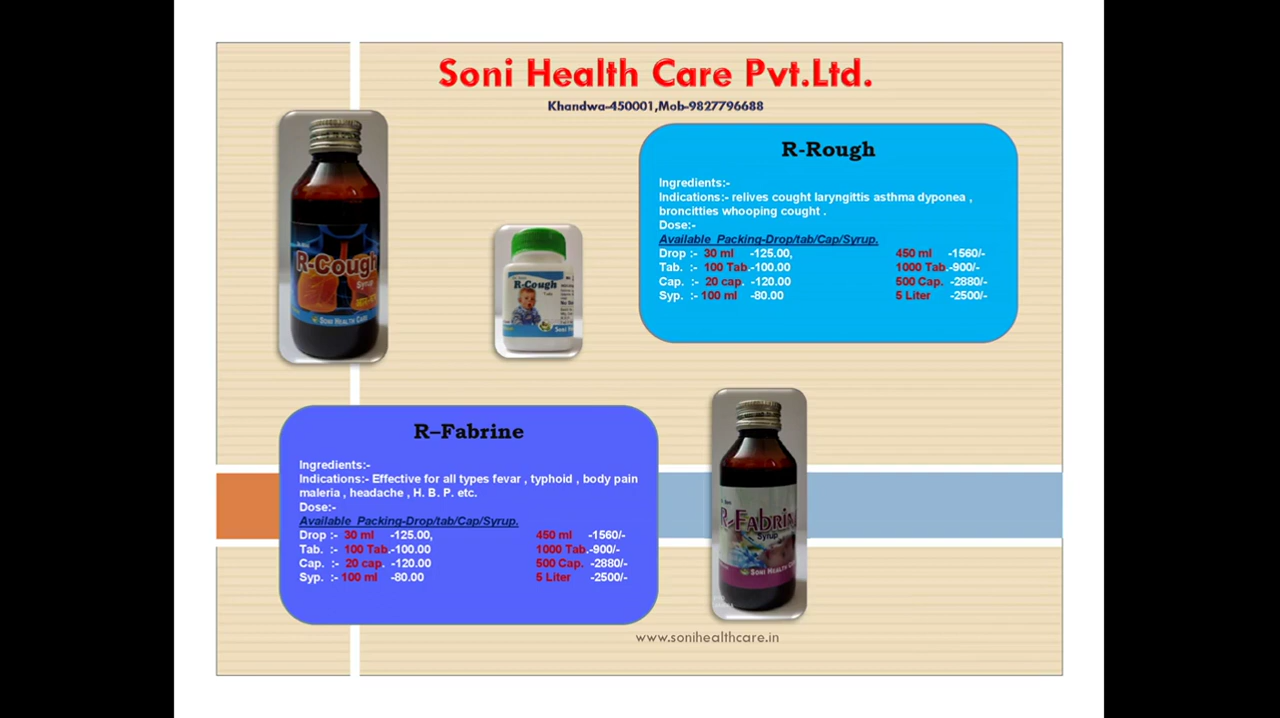 Soni Health Care Pvt.Ltd.
Khandwa-450001,Mob-9827796688
R-Cough
Syrup
SONI HEALTH CARE
R-Cough
Soni
R-Rough
Ingredients:-
Indications:- relives cought laryngittis asthma dyponea ,
broncitties whooping cought .
Dose:-
Available Packing-Drop/tab/Cap/Syrup.
Drop :- 30 ml -125.00, 450 ml -1560/-
Tab. :- 100 Tab.-100.00 1000 Tab.-900/-
Cap. :- 20 cap. -120.00 500 Cap. -2880/-
Syp. :- 100 ml -80.00 5 Liter -2500/-
R–Fabrine
Ingredients:-
Indications:- Effective for all types fevar , typhoid , body pain
maleria , headache , H. B. P. etc.
Dose:-
Available Packing-Drop/tab/Cap/Syrup.
Drop :- 30 ml -125.00, 450 ml -1560/-
Tab. :- 100 Tab.-100.00 1000 Tab.-900/-
Cap. :- 20 cap. -120.00 500 Cap. -2880/-
Syp. :- 100 ml -80.00 5 Liter -2500/-
R-FABRIN
Syrup
SONI HEALTH
www.sonihealthcare.in